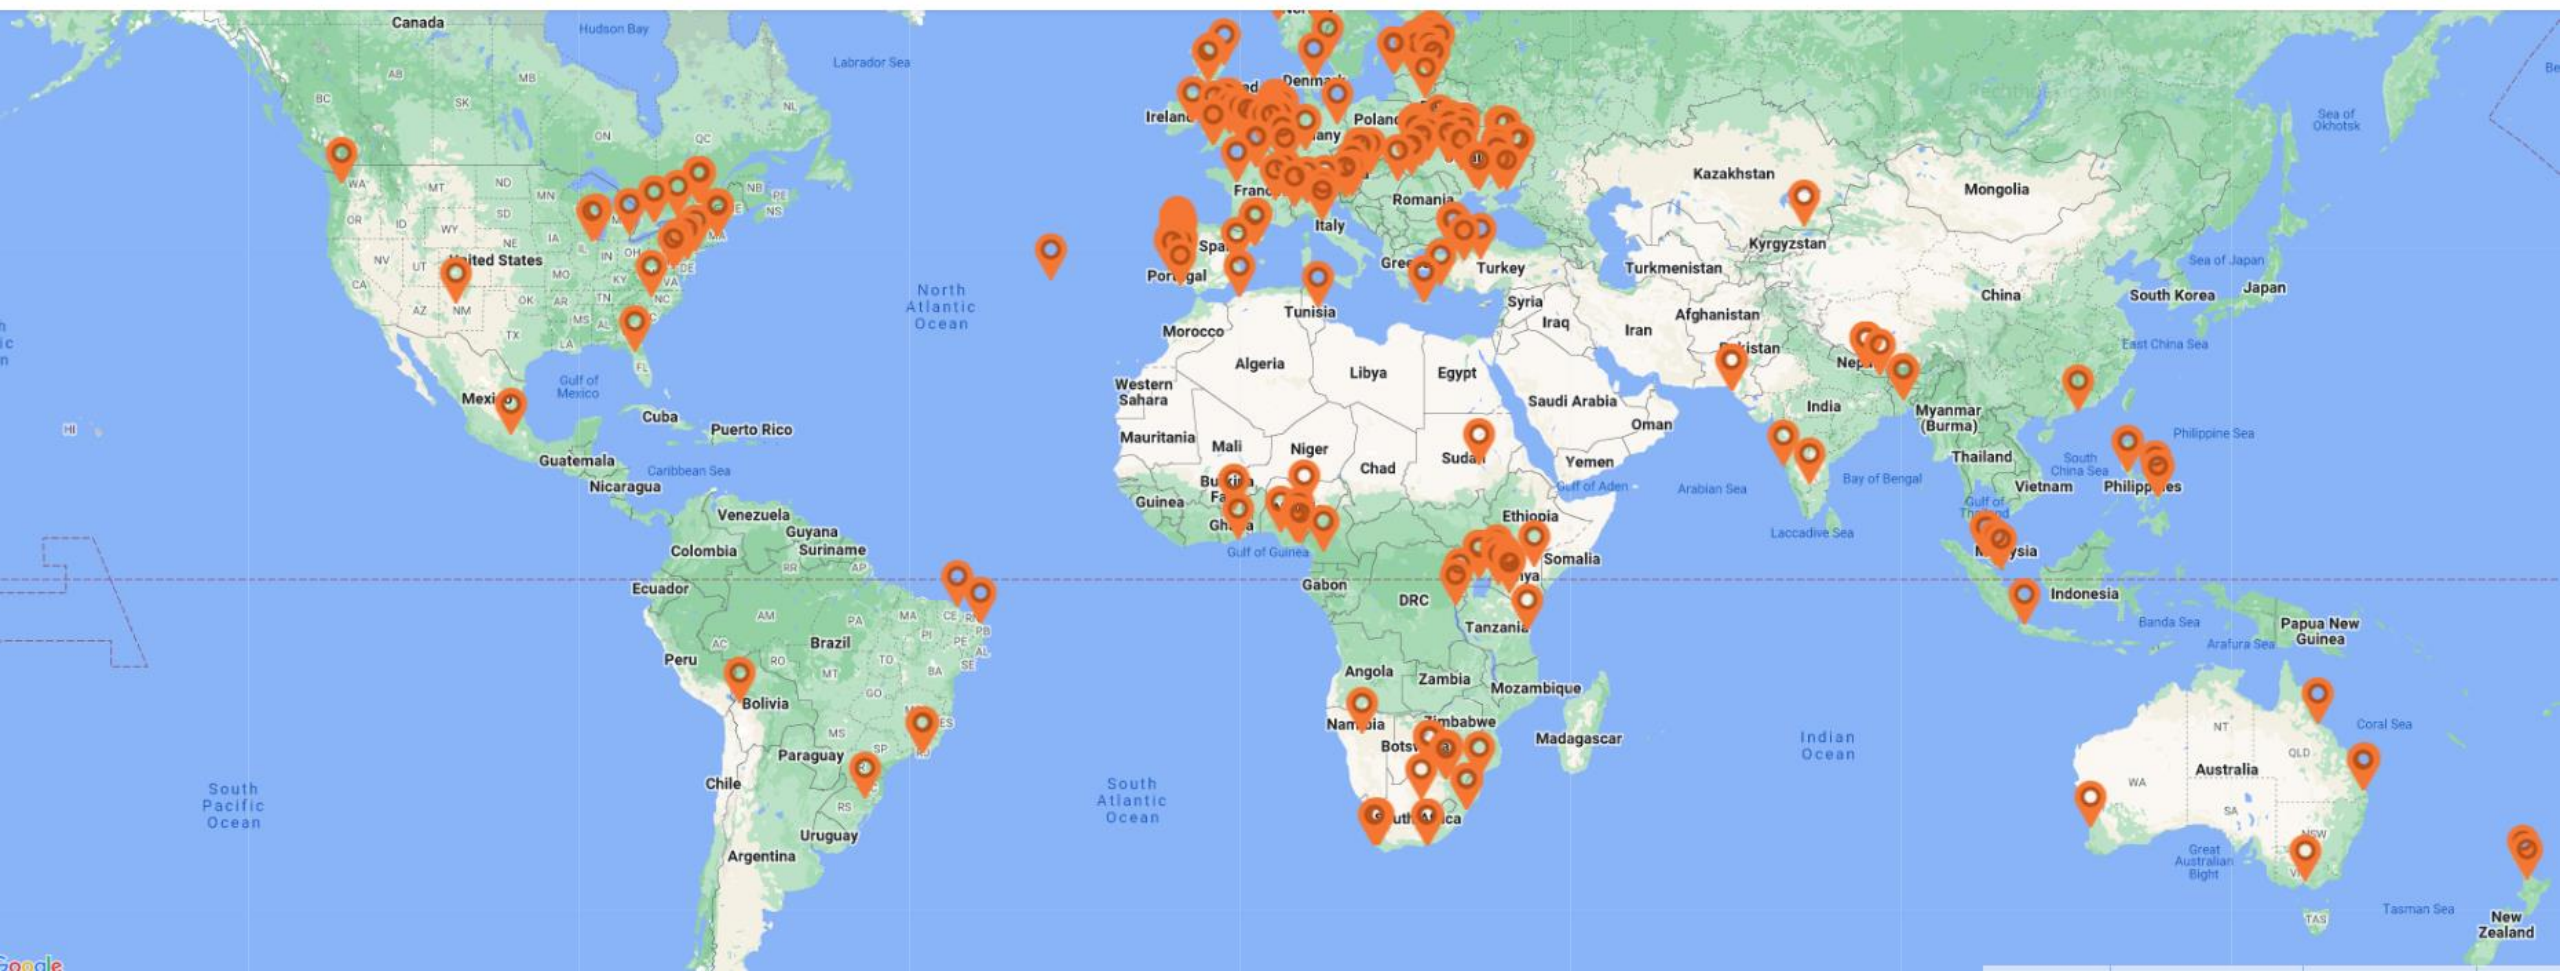 Canada
Hudson Bay
Labrador Sea
AB
MB
BC
SK
NL
ON
QC
WA
MT
ND
MN
NB
PE
NS
OR
ID
SD
WY
IA
NE
NV
UT
United States
IL
IN
OH
DE
CA
MO
KY
VA
AZ
NM
OK
AR
TN
NC
MS
AL
TX
LA
FL
Gulf of
Mexico
Mexico
Cuba
Puerto Rico
HI
Guatemala
Caribbean Sea
Nicaragua
North
Atlantic
Ocean
Venezuela
Guyana
Suriname
Colombia
RR
AP
Ecuador
AM
PA
MA
CE
PB
PI
PE
AL
SE
AC
Brazil
Peru
RO
TO
BA
MT
GO
Bolivia
ES
MS
SP
RJ
Paraguay
Chile
RS
Uruguay
Argentina
South
Pacific
Ocean
South
Atlantic
Ocean
Denmark
Ireland
Poland
France
Romania
Italy
Portugal
Turkey
Kazakhstan
Mongolia
Kyrgyzstan
Turkmenistan
Syria
Iraq
Iran
Afghanistan
Pakistan
China
South Korea
Japan
Sea of
Okhotsk
Sea of Japan
East China Sea
Tunisia
Morocco
Algeria
Libya
Egypt
Western
Sahara
Saudi Arabia
Oman
Mauritania
Mali
Niger
Chad
Sudan
Yemen
Gulf of Aden
Guinea
Ghana
Gulf of Guinea
Ethiopia
Somalia
Gabon
DRC
Tanzania
Angola
Zambia
Mozambique
Namibia
Zimbabwe
Madagascar
South Africa
Arabian Sea
India
Bay of Bengal
Laccadive Sea
Myanmar
(Burma)
Thailand
Vietnam
Gulf of
Thailand
South
China Sea
Philippine Sea
Philippines
Malaysia
Indonesia
Banda Sea
Arafura Sea
Papua New
Guinea
Indian
Ocean
Coral Sea
NT
QLD
WA
Australia
SA
NSW
Great
Australian
Bight
TAS
Tasman Sea
New
Zealand
Google